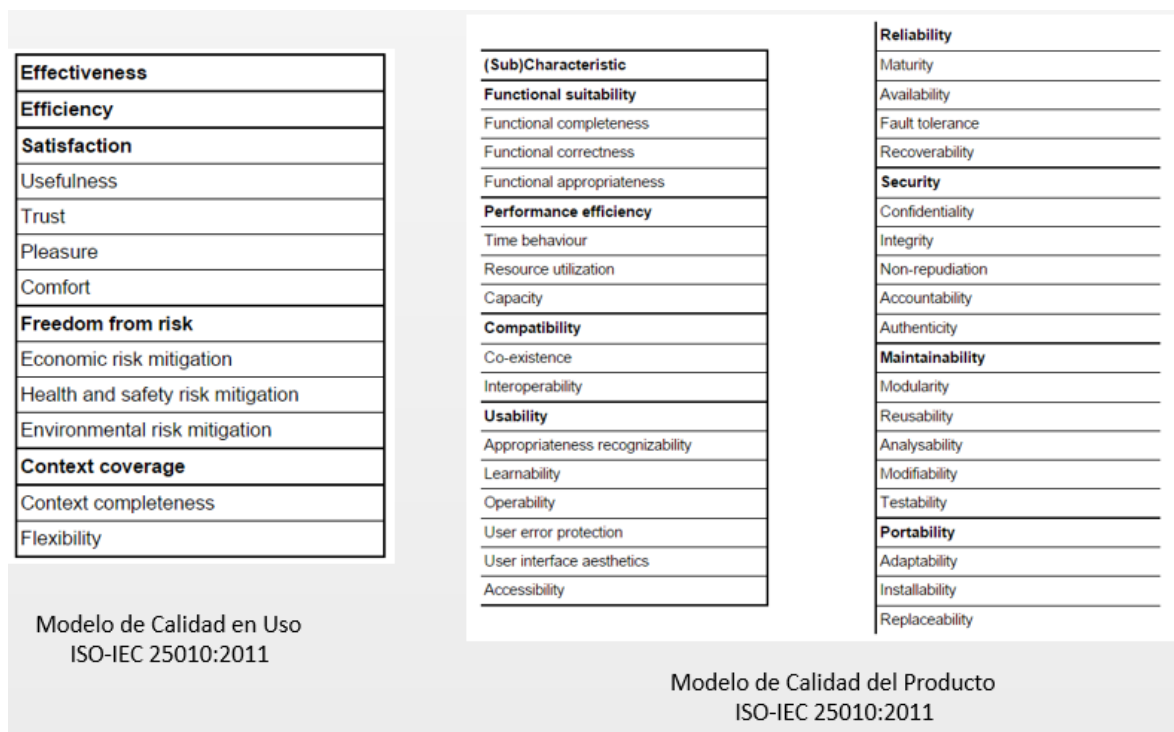 Effectiveness
Efficiency
Satisfaction
Usefulness
Trust
Pleasure
Comfort
Freedom from risk
Economic risk mitigation
Health and safety risk mitigation
Environmental risk mitigation
Context coverage
Context completeness
Flexibility
Modelo de Calidad en Uso
ISO-IEC 25010:2011
(Sub)Characteristic
Functional suitability
Functional completeness
Functional correctness
Functional appropriateness
Performance efficiency
Time behaviour
Resource utilization
Capacity
Compatibility
Co-existence
Interoperability
Usability
Appropriateness recognizability
Learnability
Operability
User error protection
User interface aesthetics
Accessibility
Reliability
Maturity
Availability
Fault tolerance
Recoverability
Security
Confidentiality
Integrity
Non-repudiation
Accountability
Authenticity
Maintainability
Modularity
Reusability
Analysability
Modifiability
Testability
Portability
Adaptability
Installability
Replaceability
Modelo de Calidad del Producto
ISO-IEC 25010:2011